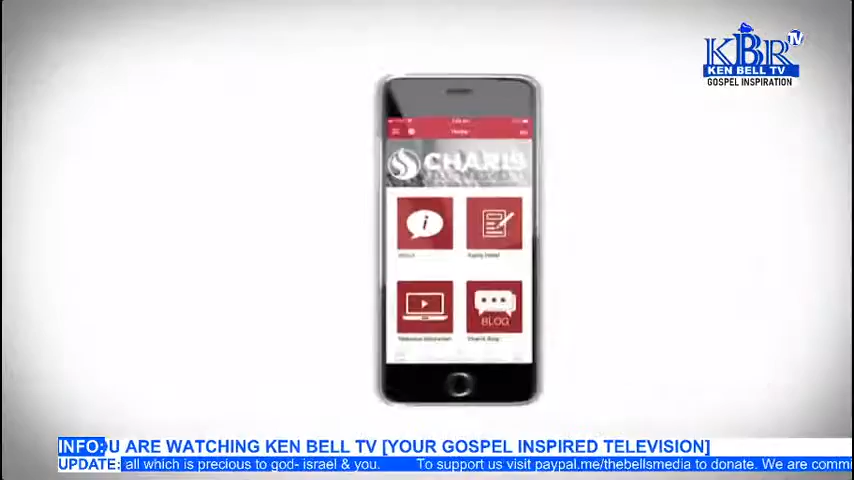 KBR TV
KEN BELL TV
GOSPEL INSPIRATION
CHARIS
BLOG
INFO: U ARE WATCHING KEN BELL TV [YOUR GOSPEL INSPIRED TELEVISION]
UPDATE: all which is precious to god- israel & you. To support us visit paypal.me/thebellsmedia to donate. We are commi